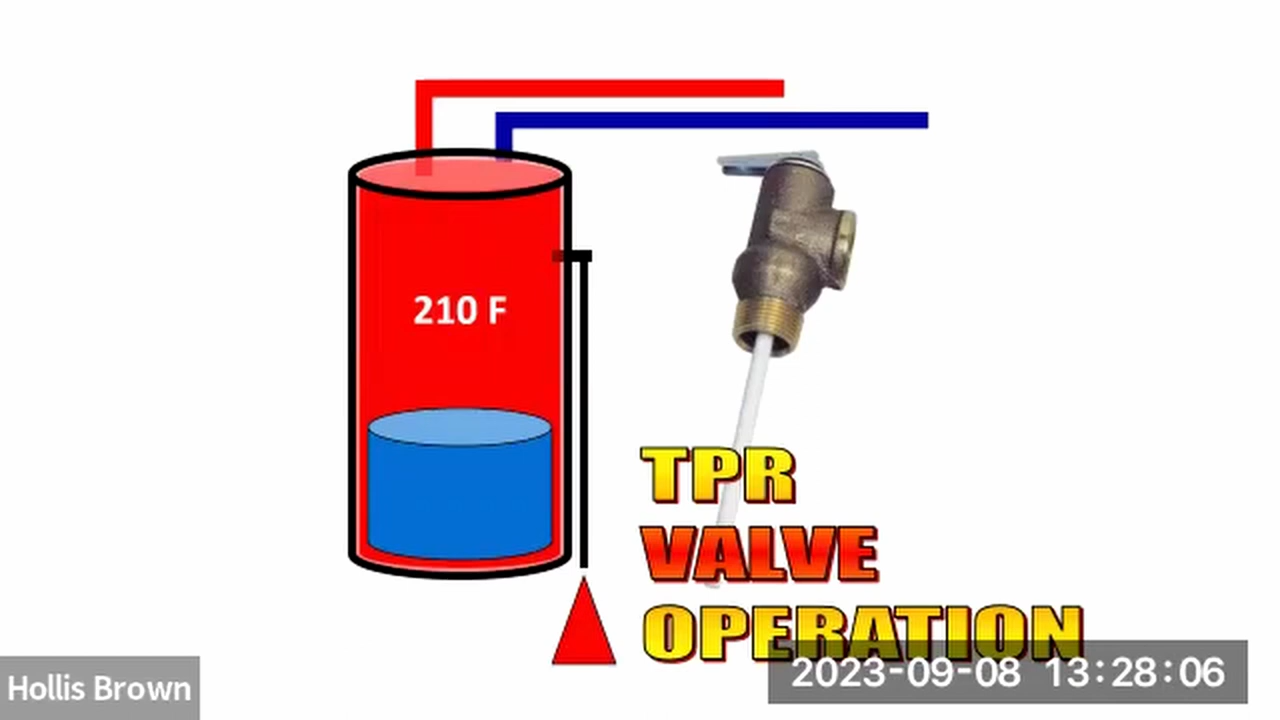 210 F
TPR
VALVE
OPERATION
2023-09-08 13:28:06
Hollis Brown